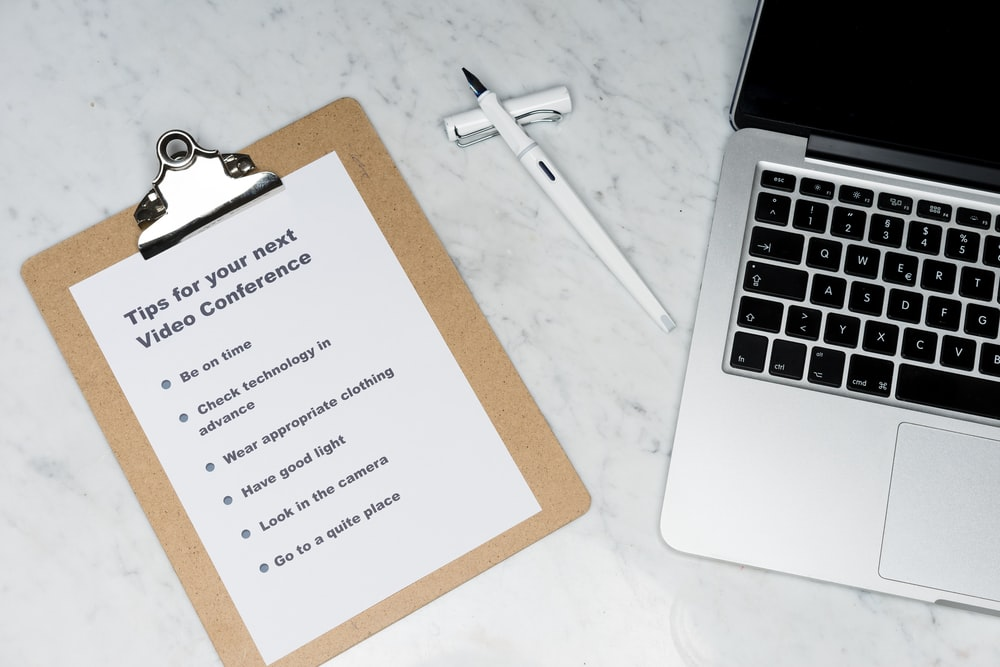 Tips for your next
Video Conference
Be on time
Check technology in
advance
Wear appropriate clothing
Have good light
Look in the camera
Go to a quite place
esc
^ ! 1 " 2 § 3 $ 4 % 5
Q W E € R T
A S D F G
> < Y X C V B
fn ctrl ⌥ cmd ⌘